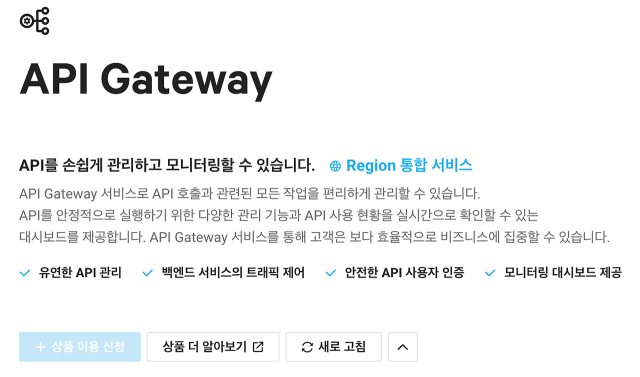 API Gateway
API를 손쉽게 관리하고 모니터링할 수 있습니다. Region 통합 서비스
API Gateway 서비스로 API 호출과 관련된 모든 작업을 편리하게 관리할 수 있습니다.
API를 안정적으로 실행하기 위한 다양한 관리 기능과 API 사용 현황을 실시간으로 확인할 수 있는
대시보드를 제공합니다. API Gateway 서비스를 통해 고객은 보다 효율적으로 비즈니스에 집중할 수 있습니다.
유연한 API 관리 백엔드 서비스의 트래픽 제어 안전한 API 사용자 인증 모니터링 대시보드 제공
+ 상품 이용 신청 상품 더 알아보기 새로 고침